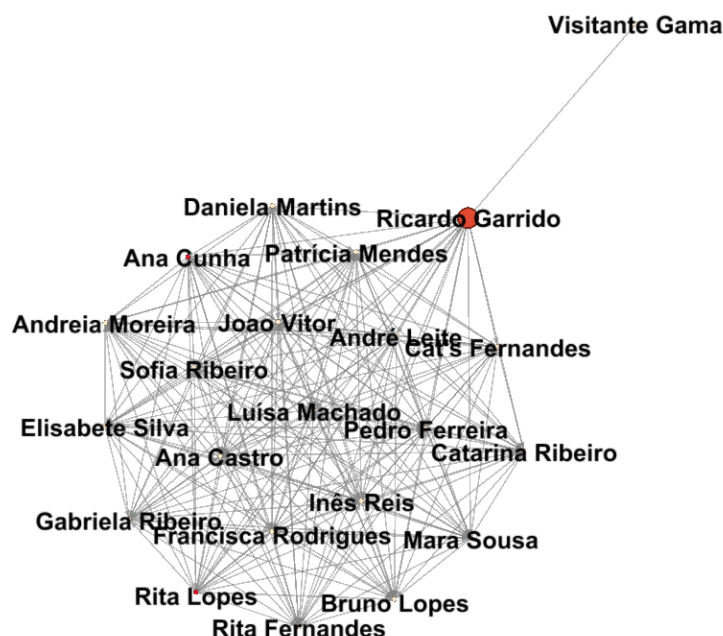 Visitante Gama
Daniela Martins
Ricardo Garrido
Ana Cunha
Patrícia Mendes
Andreia Moreira
Joao Vitor
André Leite
Cat's Fernandes
Sofia Ribeiro
Luísa Machado
Elisabete Silva
Pedro Ferreira
Ana Castro
Catarina Ribeiro
Inês Reis
Gabriela Ribeiro
Francisca Rodrigues
Mara Sousa
Rita Lopes
Bruno Lopes
Rita Fernandes